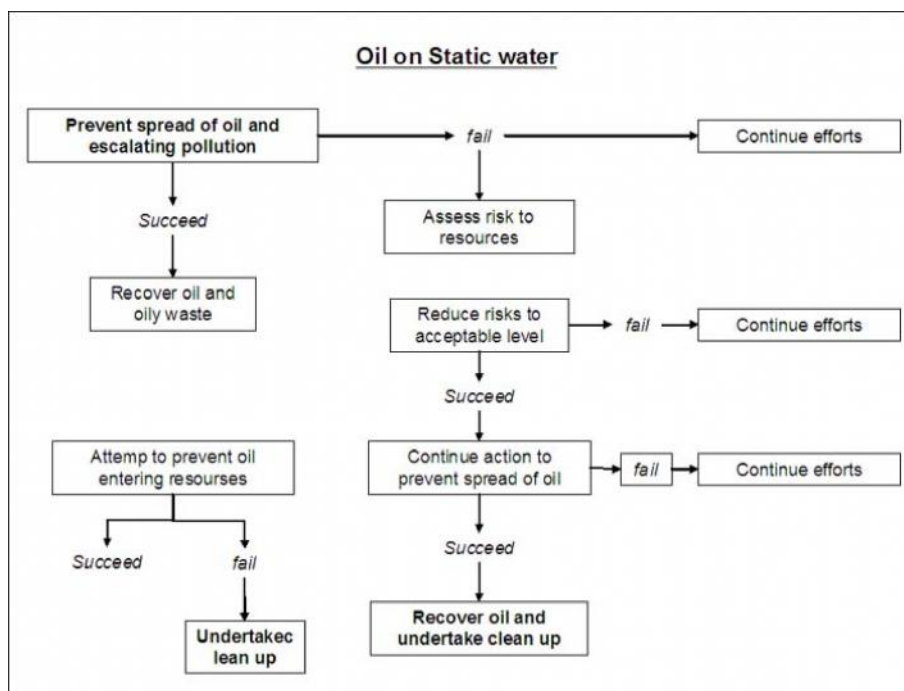 Oil on Static water
Prevent spread of oil and
escalating pollution
fail
Continue efforts
Succeed
Assess risk to
resources
Recover oil and
oily waste
Reduce risks to
acceptable level
fail
Continue efforts
Succeed
Attemp to prevent oil
entering resourses
Continue action to
prevent spread of oil
fail
Continue efforts
Succeed
fail
Succeed
Undertakec
lean up
Recover oil and
undertake clean up